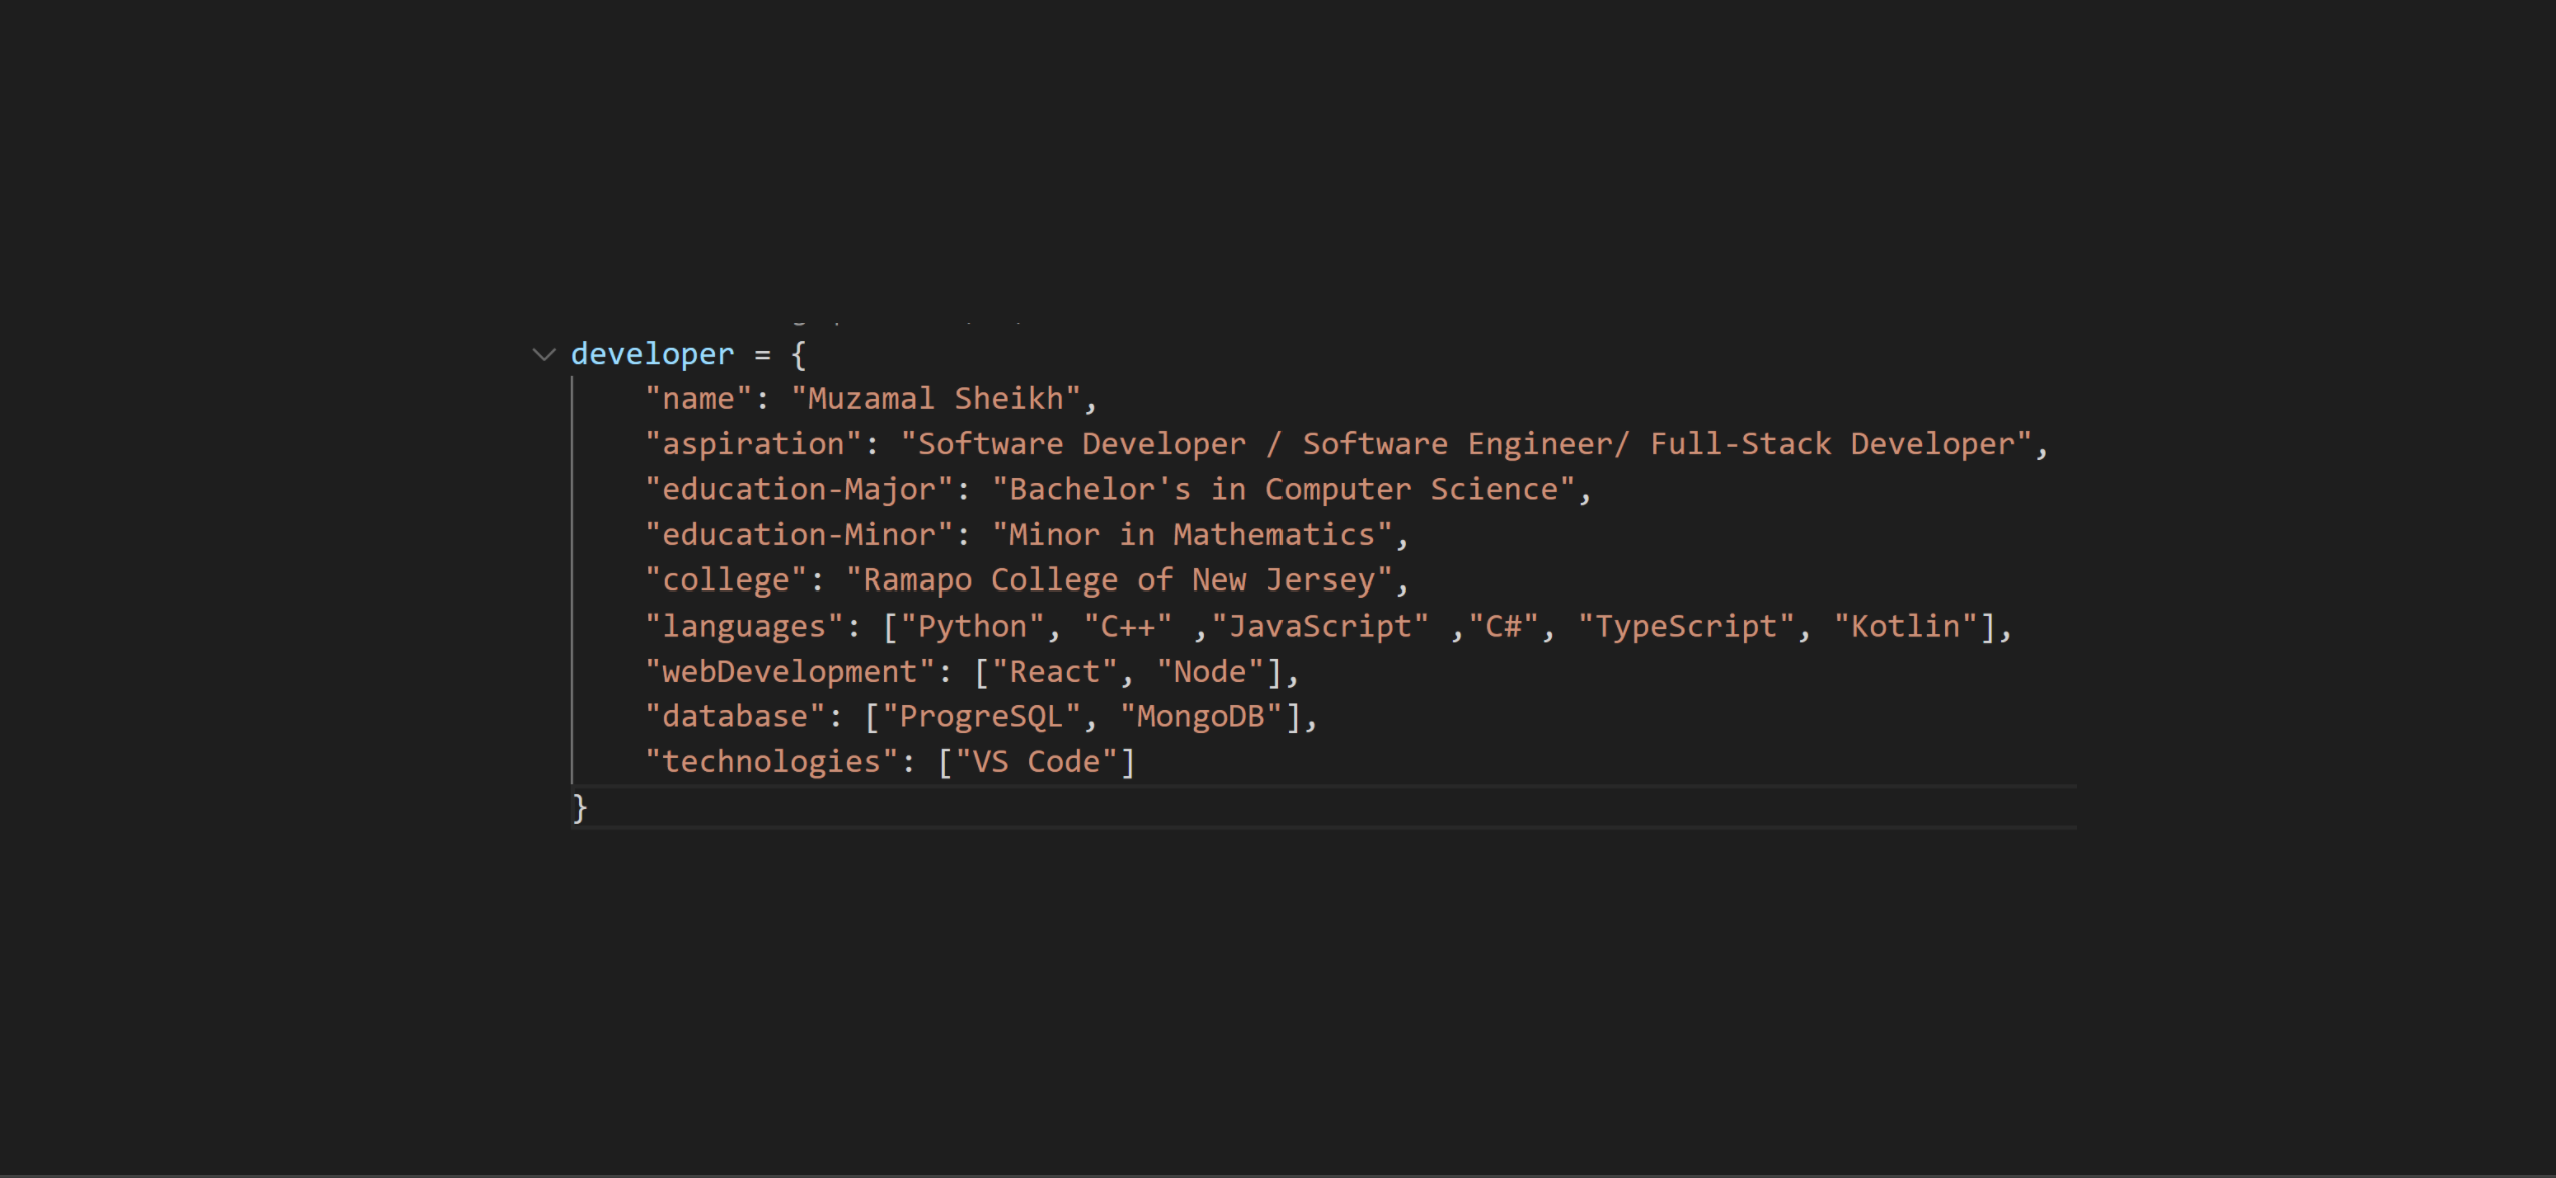 developer = {
"name": "Muzamal Sheikh",
"aspiration": "Software Developer / Software Engineer/ Full-Stack Developer",
"education-Major": "Bachelor's in Computer Science",
"education-Minor": "Minor in Mathematics",
"college": "Ramapo College of New Jersey",
"languages": ["Python", "C++" ,"JavaScript" ,"C#", "TypeScript", "Kotlin"],
"webDevelopment": ["React", "Node"],
"database": ["ProgreSQL", "MongoDB"],
"technologies": ["VS Code"]
}